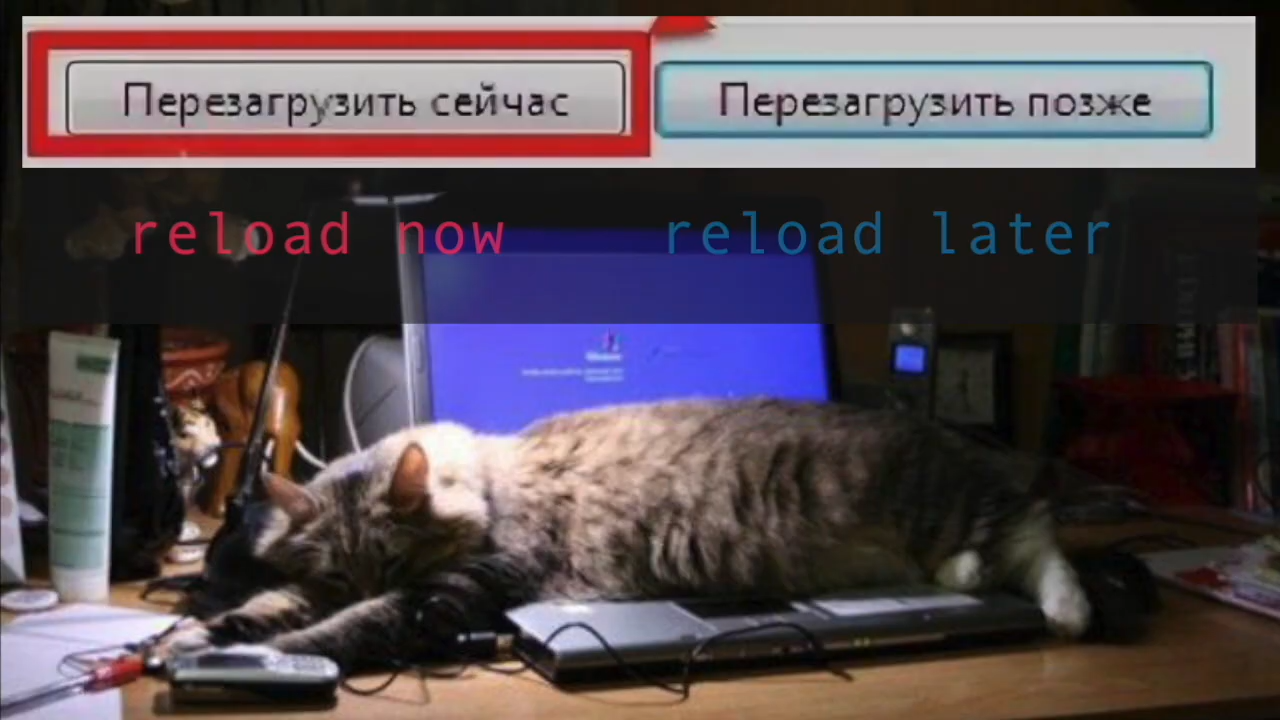 Перезагрузить сейчас Перезагрузить позже
reload now reload later